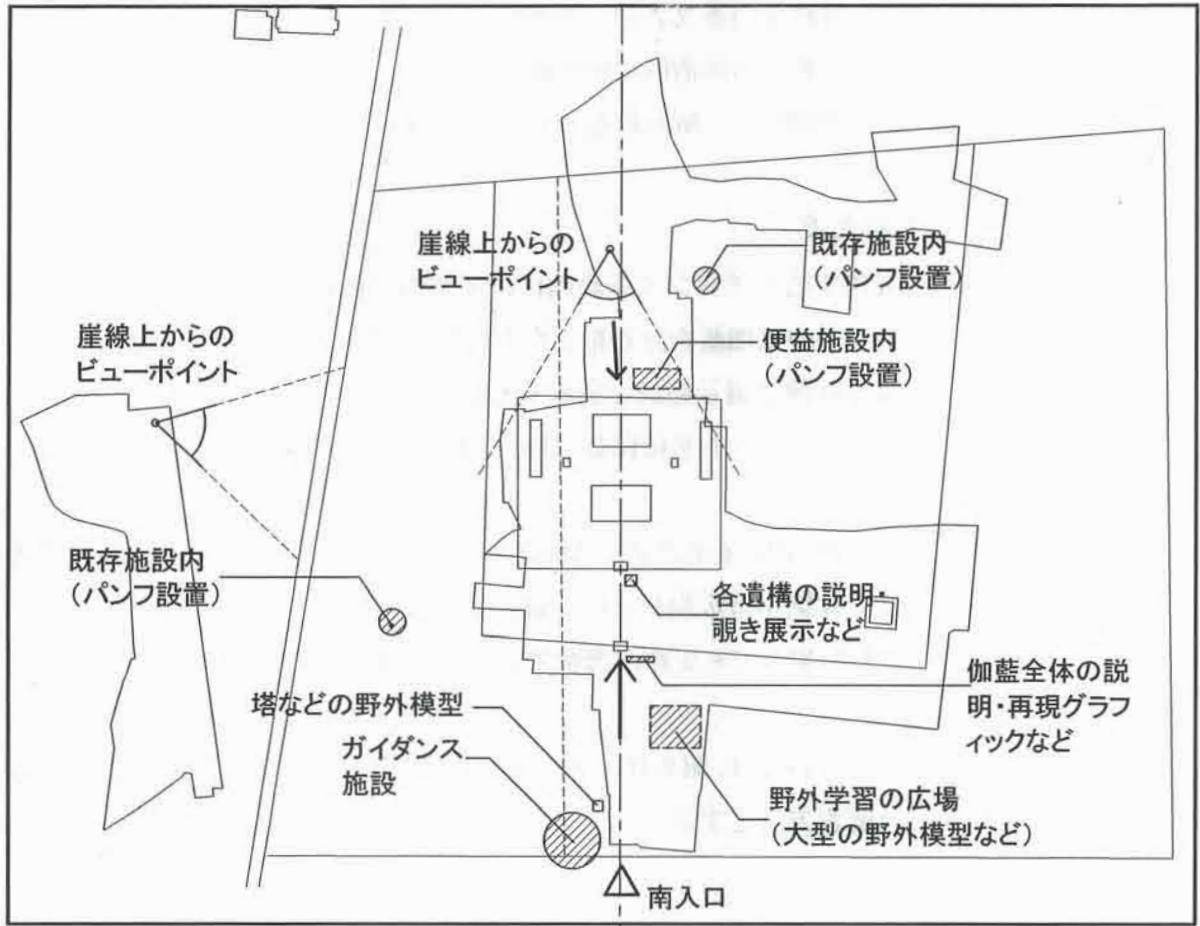 崖線上からの
ビューポイント
既存施設内
（パンフ設置）
崖線上からの
ビューポイント
便益施設内
（パンフ設置）
既存施設内
（パンフ設置）
各遺構の説明・
覗き展示など
伽藍全体の説
明・再現グラフ
ィックなど
塔などの野外模型
ガイダンス
施設
野外学習の広場
（大型の野外模型など）
南入口